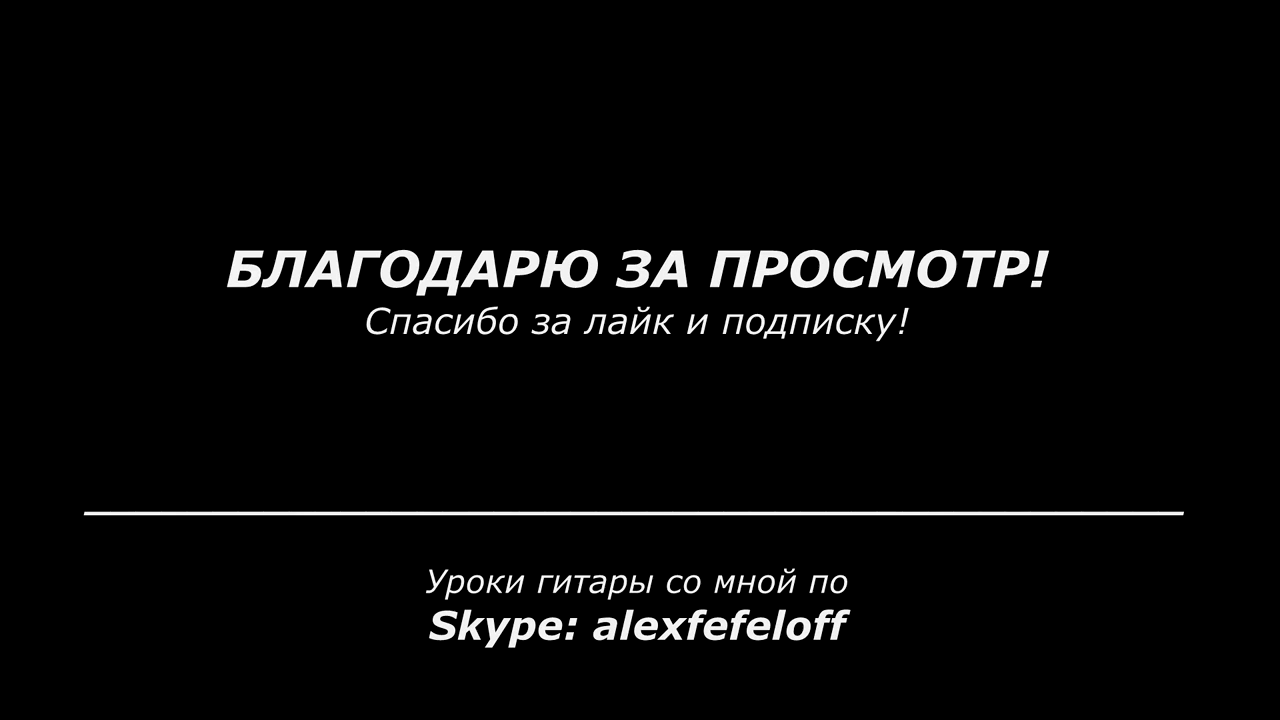 БЛАГОДАРЮ ЗА ПРОСМОТР!
Спасибо за лайк и подписку!
Уроки гитары со мной по
Skype: alexfefeloff